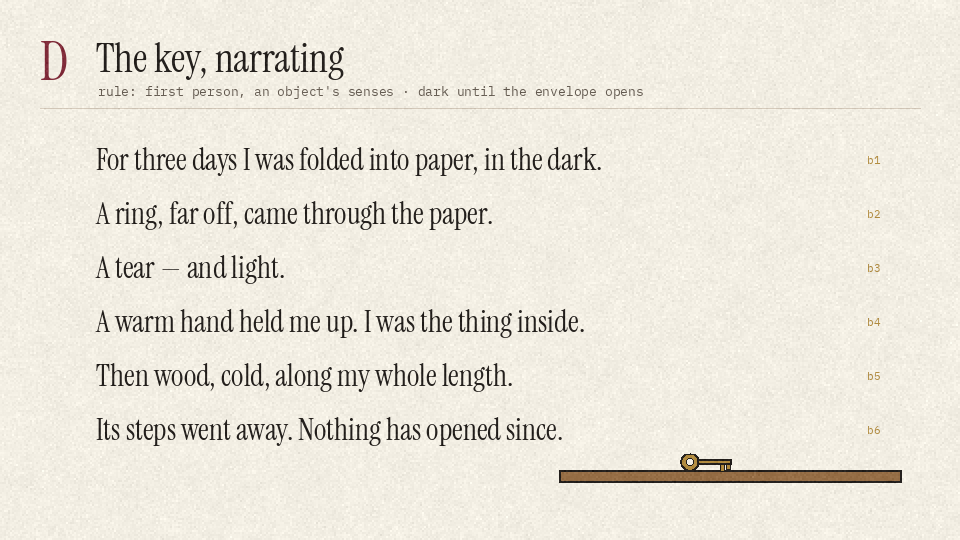 D The key, narrating
rule: first person, an object's senses · dark until the envelope opens
For three days I was folded into paper, in the dark. b1
A ring, far off, came through the paper. b2
A tear — and light. b3
A warm hand held me up. I was the thing inside. b4
Then wood, cold, along my whole length. b5
Its steps went away. Nothing has opened since. b6